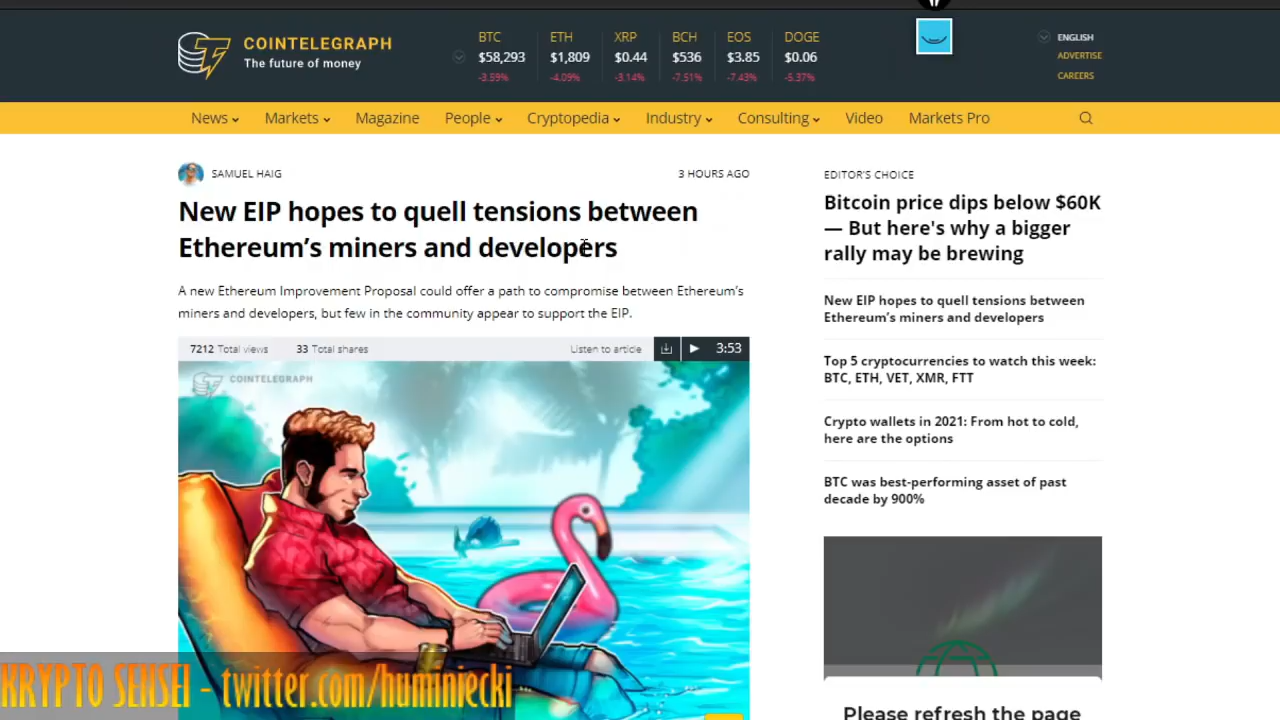 COINTELEGRAPH
The future of money
BTC
$58,293
-3.59%
ETH
$1,809
-4.09%
XRP
$0.44
-3.14%
BCH
$536
-7.51%
EOS
$3.85
-7.43%
DOGE
$0.06
-5.37%
ENGLISH
ADVERTISE
CAREERS
News
Markets
Magazine
People
Cryptopedia
Industry
Consulting
Video
Markets Pro
SAMUEL HAIG
3 HOURS AGO
New EIP hopes to quell tensions between
Ethereum’s miners and developers
A new Ethereum Improvement Proposal could offer a path to compromise between Ethereum’s
miners and developers, but few in the community appear to support the EIP.
7212 Total views
33 Total shares
Listen to article
3:53
COINTELEGRAPH
EDITOR’S CHOICE
Bitcoin price dips below $60K
— But here's why a bigger
rally may be brewing
New EIP hopes to quell tensions between
Ethereum’s miners and developers
Top 5 cryptocurrencies to watch this week:
BTC, ETH, VET, XMR, FTT
Crypto wallets in 2021: From hot to cold,
here are the options
BTC was best-performing asset of past
decade by 900%
Please refresh the page
KRYPTO SENSEI - twitter.com/huminiecki